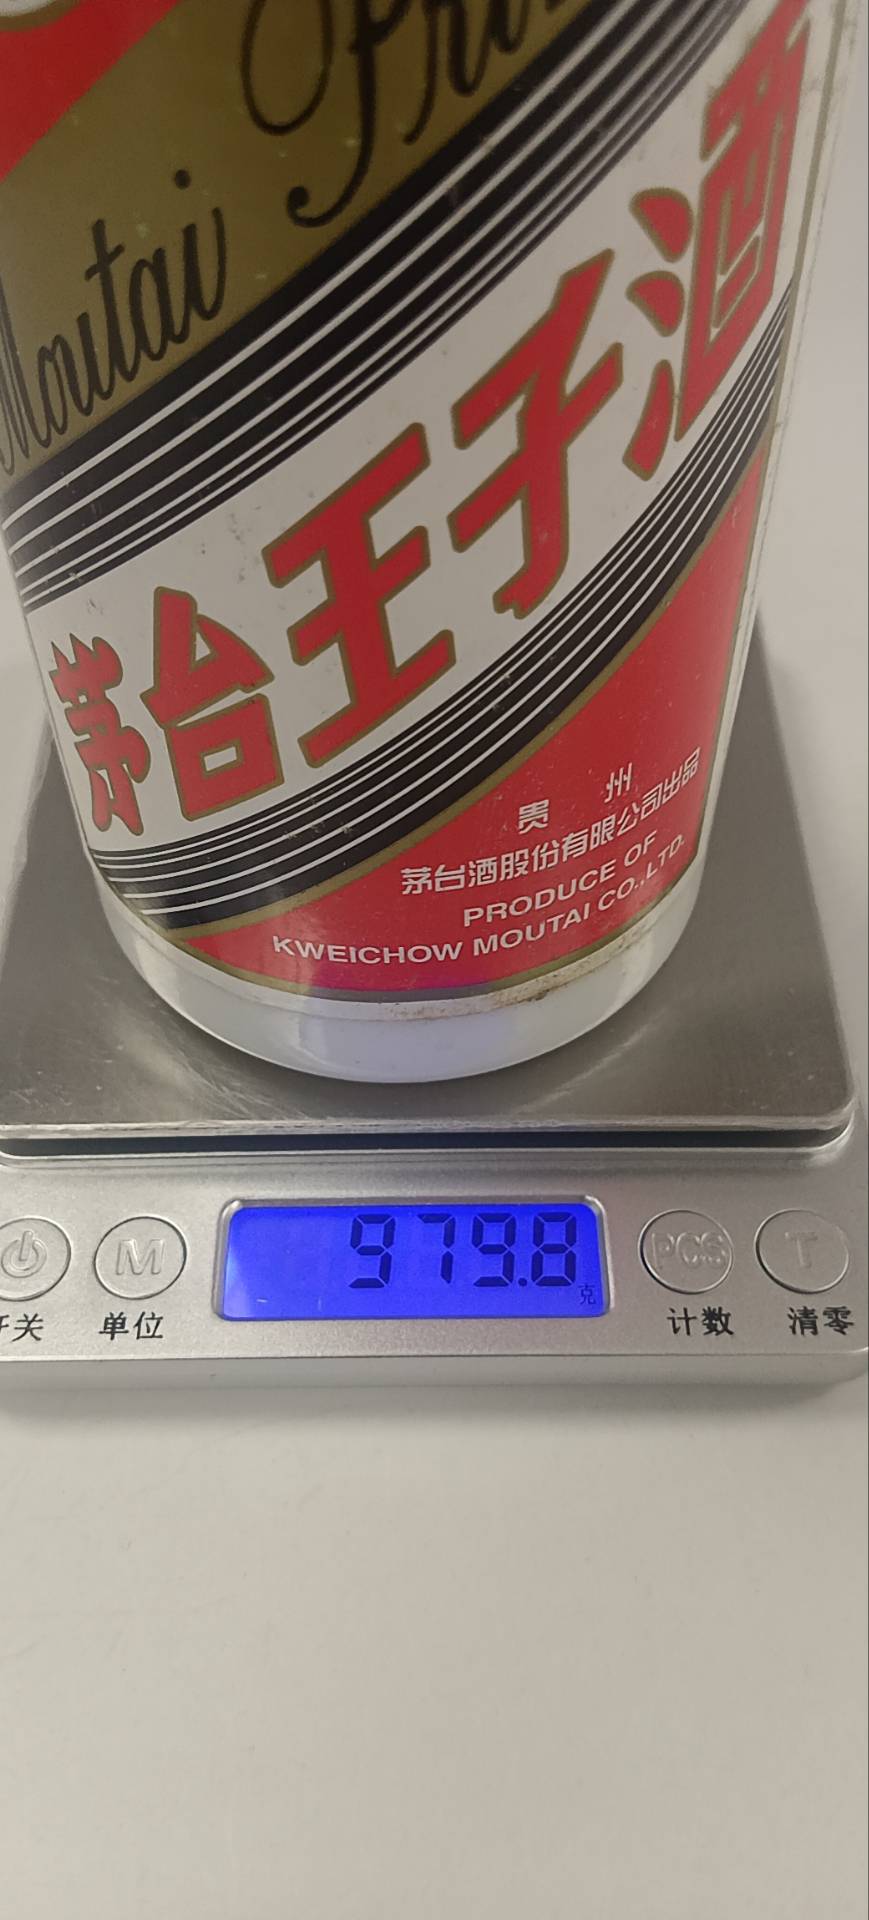 Moutai Prin
茅台王子酒
贵州
茅台酒股份有限公司出品
PRODUCE OF
KWEICHOW MOUTAI CO.,LTD.
979.8
克
M PCS T
开关 单位 计数 清零